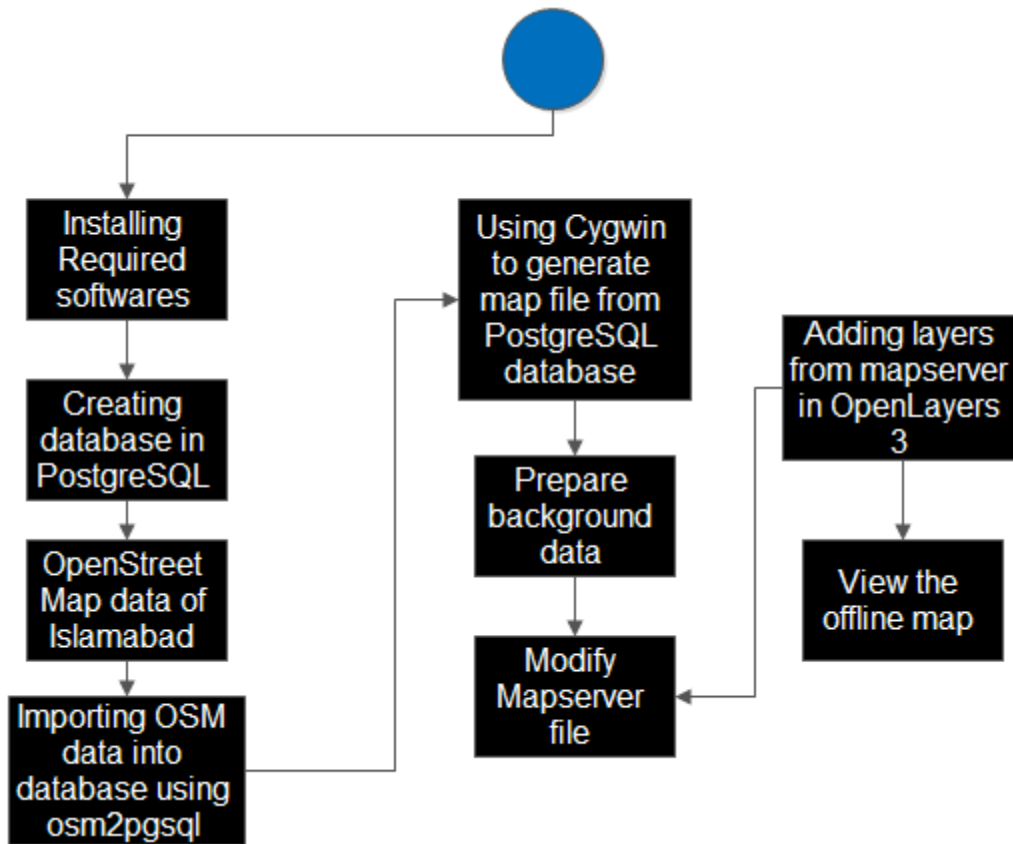 Installing
Required
softwares
Creating
database in
PostgreSQL
OpenStreet
Map data of
Islamabad
Importing OSM
data into
database using
osm2pgsql
Using Cygwin
to generate
map file from
PostgreSQL
database
Prepare
background
data
Modify
Mapserver
file
Adding layers
from mapserver
in OpenLayers
3
View the
offline map